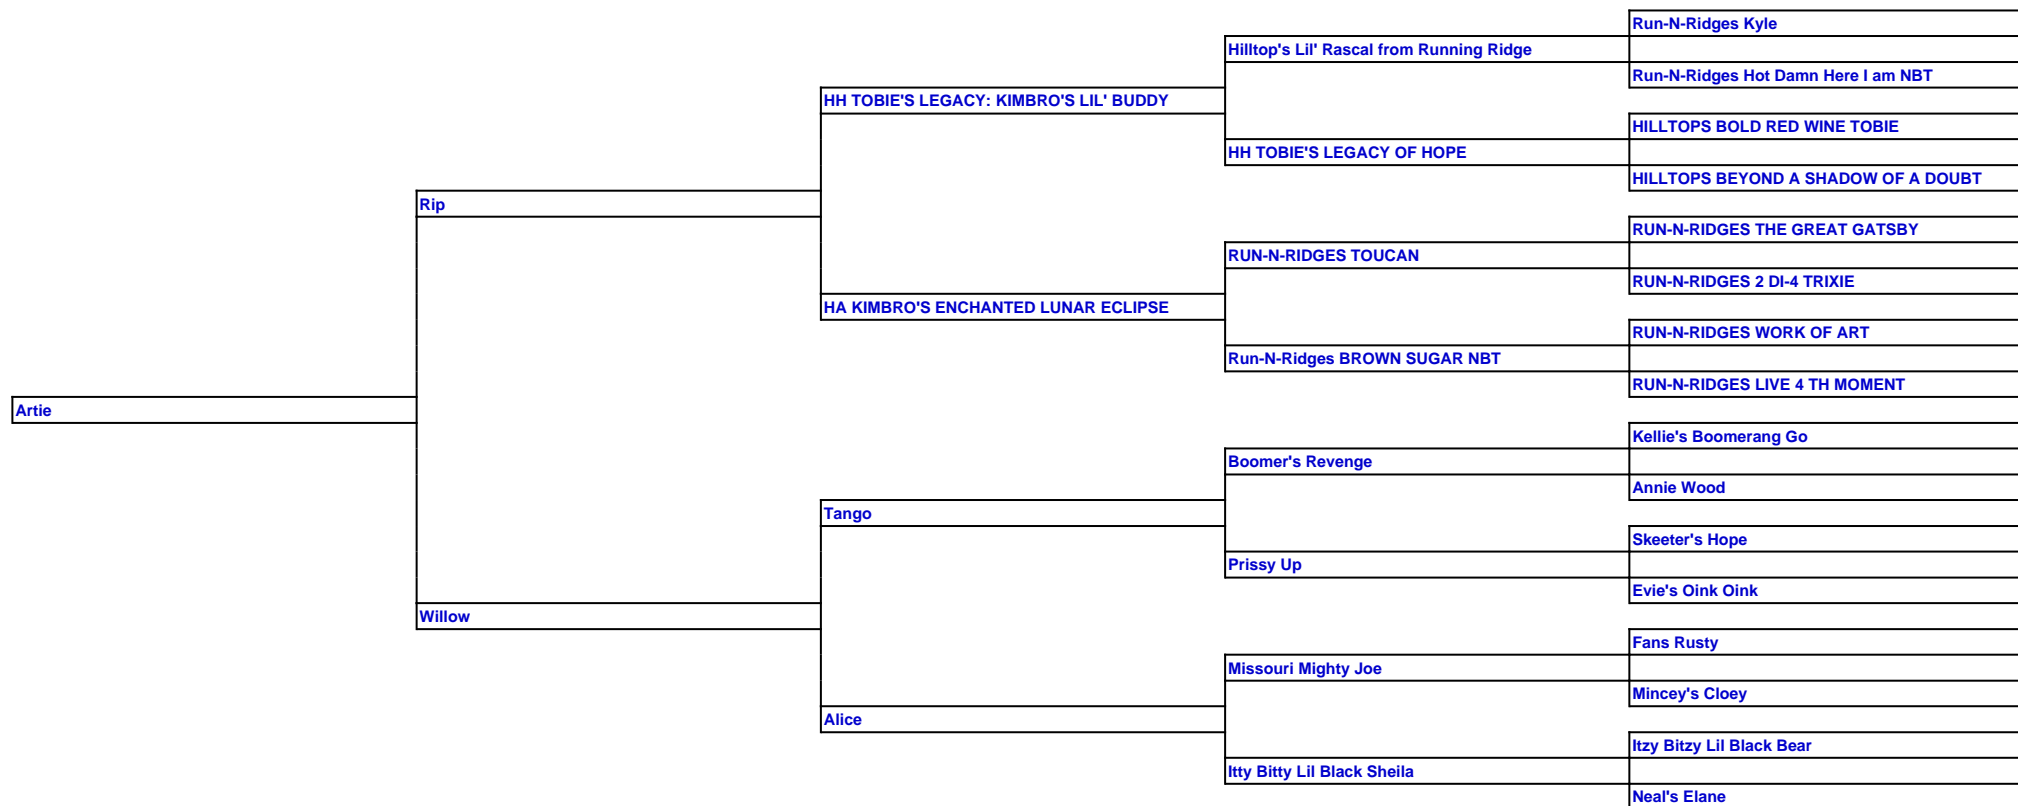 Run-N-Ridges Kyle
Hilltop's Lil' Rascal from Running Ridge
Run-N-Ridges Hot Damn Here I am NBT
HH TOBIE'S LEGACY: KIMBRO'S LIL' BUDDY
HILLTOPS BOLD RED WINE TOBIE
HH TOBIE'S LEGACY OF HOPE
HILLTOPS BEYOND A SHADOW OF A DOUBT
Rip
RUN-N-RIDGES THE GREAT GATSBY
RUN-N-RIDGES TOUCAN
RUN-N-RIDGES 2 DI-4 TRIXIE
HA KIMBRO'S ENCHANTED LUNAR ECLIPSE
RUN-N-RIDGES WORK OF ART
Run-N-Ridges BROWN SUGAR NBT
RUN-N-RIDGES LIVE 4 TH MOMENT
Artie
Kellie's Boomerang Go
Boomer's Revenge
Annie Wood
Tango
Skeeter's Hope
Prissy Up
Evie's Oink Oink
Willow
Fans Rusty
Missouri Mighty Joe
Mincey's Cloey
Alice
Itzy Bitzy Lil Black Bear
Itty Bitty Lil Black Sheila
Neal's Elane